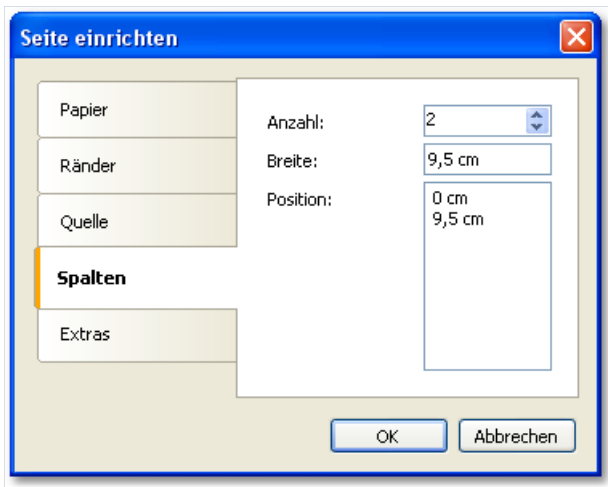 Seite einrichten
Papier
Ränder
Quelle
Spalten
Extras
Anzahl: 2
Breite: 9,5 cm
Position: 0 cm
9,5 cm
OK Abbrechen